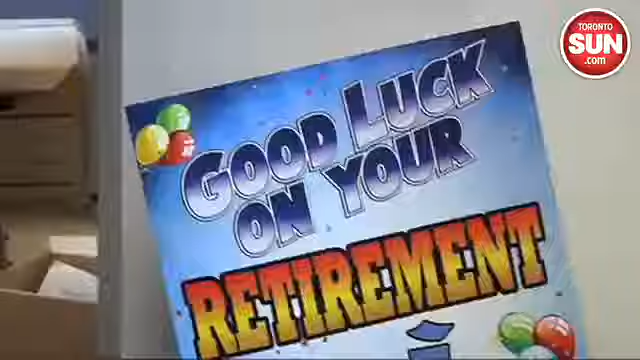 TORONTO
SUN
.com
GOOD LUCK
ON YOUR
RETIREMENT